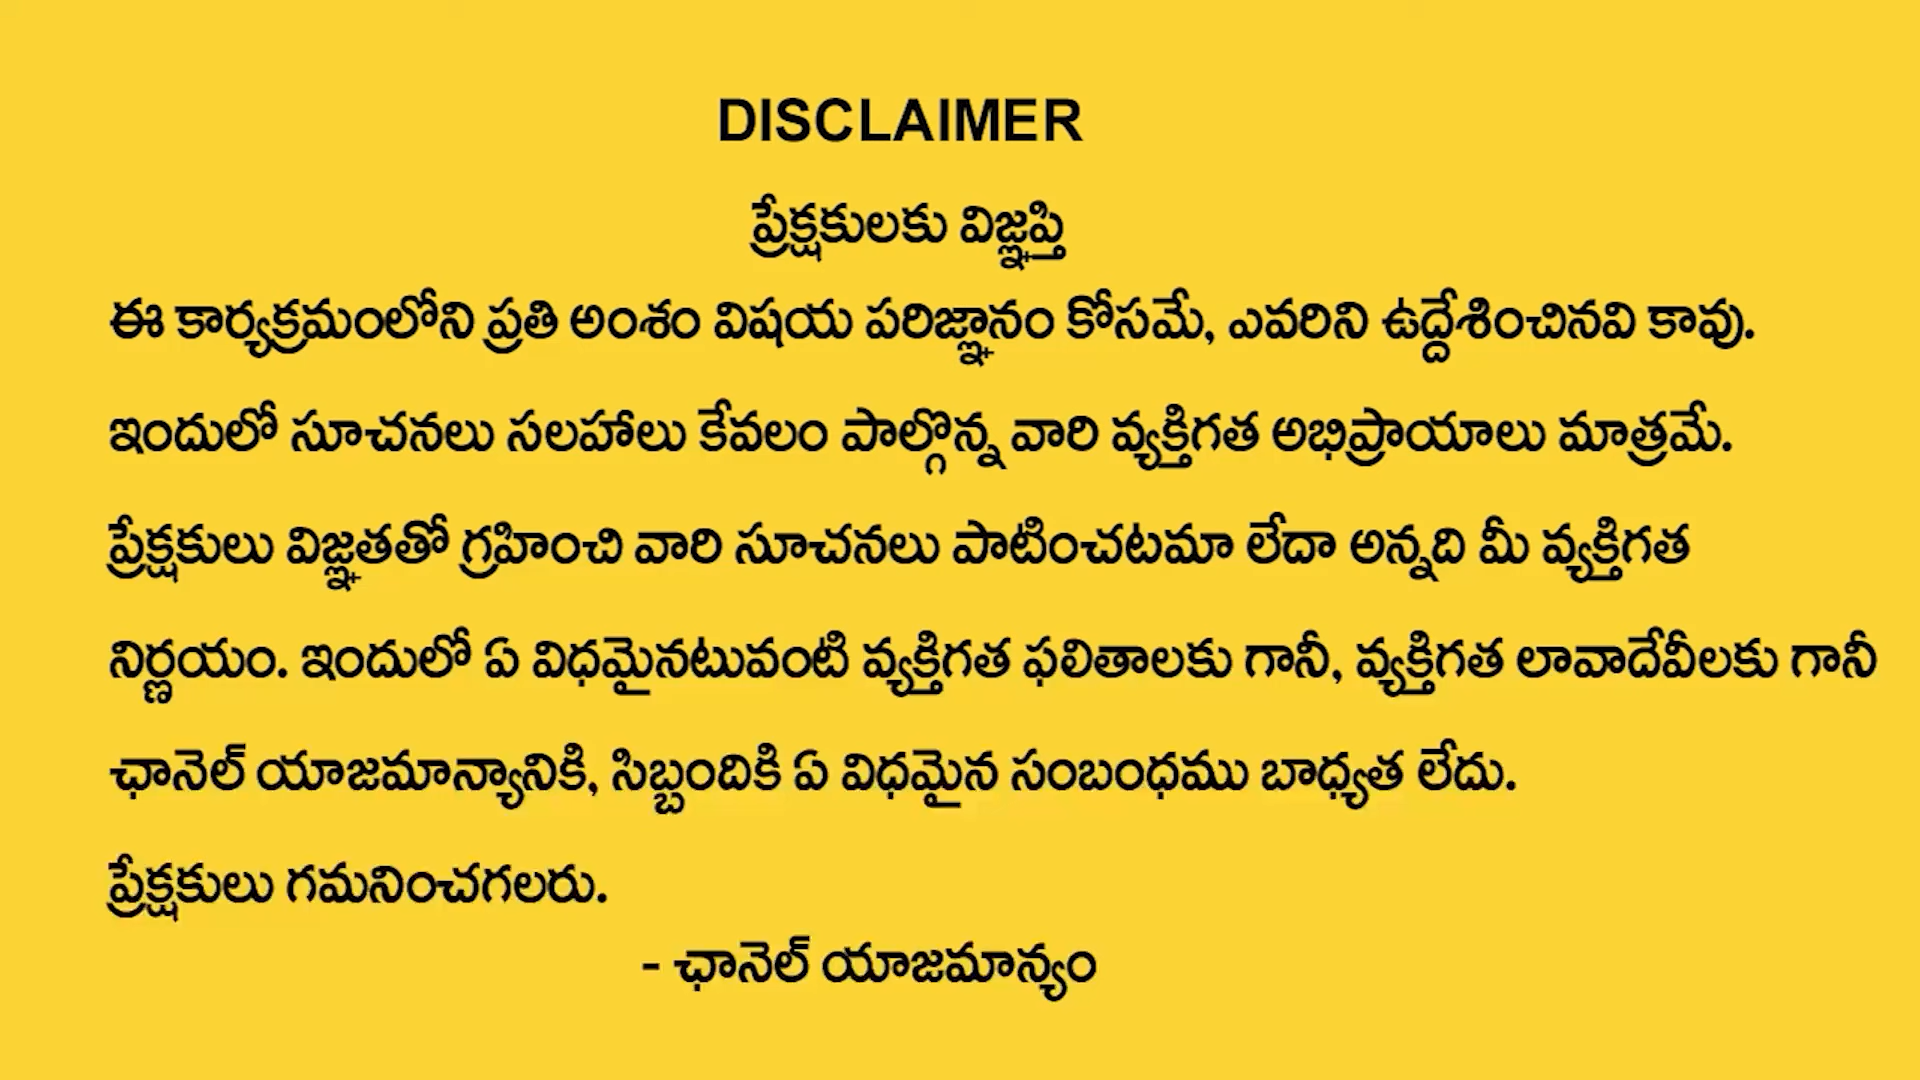 DISCLAIMER
ప్రేక్షకులకు విజ్ఞప్తి
ఈ కార్యక్రమంలోని ప్రతి అంశం విషయ పరిజ్ఞానం కోసమే, ఎవరిని ఉద్దేశించినవి కావు.
ఇందులో సూచనలు సలహాలు కేవలం పాల్గొన్న వారి వ్యక్తిగత అభిప్రాయాలు మాత్రమే.
ప్రేక్షకులు విజ్ఞతతో గ్రహించి వారి సూచనలు పాటించటమా లేదా అన్నది మీ వ్యక్తిగత
నిర్ణయం. ఇందులో ఏ విధమైనటువంటి వ్యక్తిగత ఫలితాలకు గానీ, వ్యక్తిగత లావాదేవీలకు గానీ
ఛానెల్ యాజమాన్యానికి, సిబ్బందికి ఏ విధమైన సంబంధము బాధ్యత లేదు.
ప్రేక్షకులు గమనించగలరు.
- ఛానెల్ యాజమాన్యం